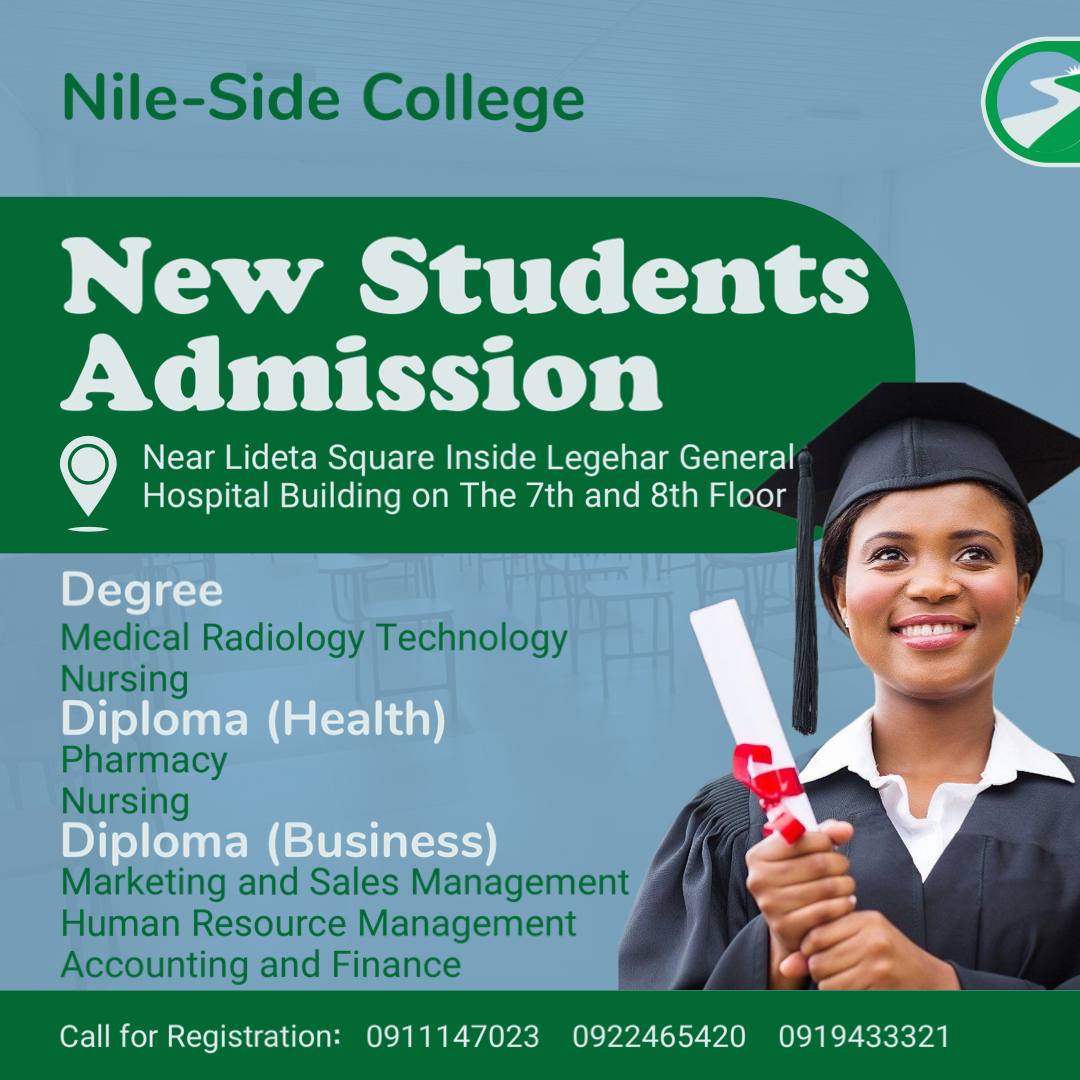 Nile-Side College
New Students
Admission
Near Lideta Square Inside Legehar General
Hospital Building on The 7th and 8th Floor
Degree
Medical Radiology Technology
Nursing
Diploma (Health)
Pharmacy
Nursing
Diploma (Business)
Marketing and Sales Management
Human Resource Management
Accounting and Finance
Call for Registration: 0911147023 0922465420 0919433321